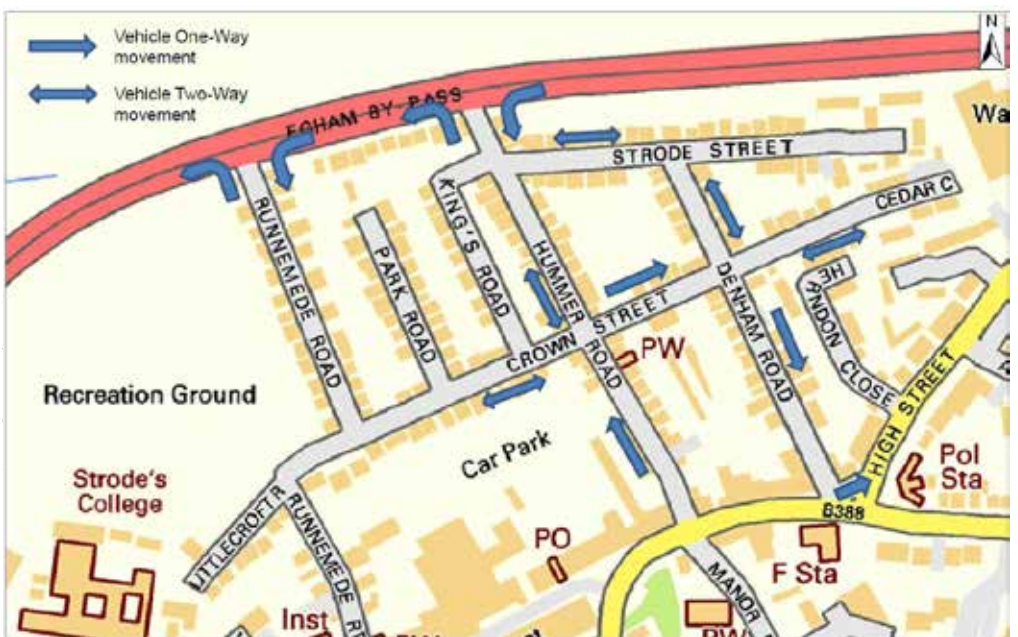 N
Vehicle One-Way
movement
Vehicle Two-Way
movement
EGHAM BY-PASS
Wa
STRODE STREET
CEDAR C
KING'S ROAD
RUNNEMEDE ROAD
PARK ROAD
HUMMER ROAD
DENHAM ROAD
HERNDON CLOSE
CROWN STREET
PW
HIGH STREET
Recreation Ground
Car Park
Strode's
College
Pol
Sta
B388
LITTLECROFT R
RUNNEMEDE R
PO
F Sta
MANOR
Inst
PW